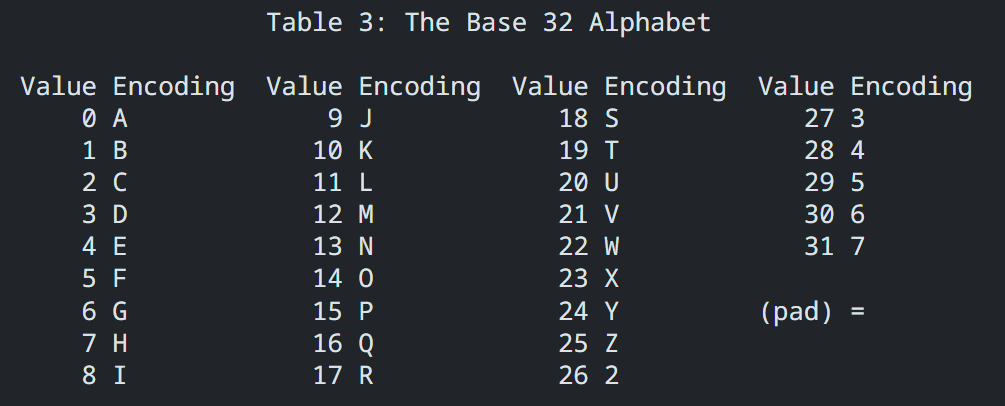 Table 3: The Base 32 Alphabet
Value Encoding  Value Encoding  Value Encoding  Value Encoding
0 A  9 J  18 S  27 3
1 B  10 K  19 T  28 4
2 C  11 L  20 U  29 5
3 D  12 M  21 V  30 6
4 E  13 N  22 W  31 7
5 F  14 O  23 X
6 G  15 P  24 Y  (pad) =
7 H  16 Q  25 Z
8 I  17 R  26 2